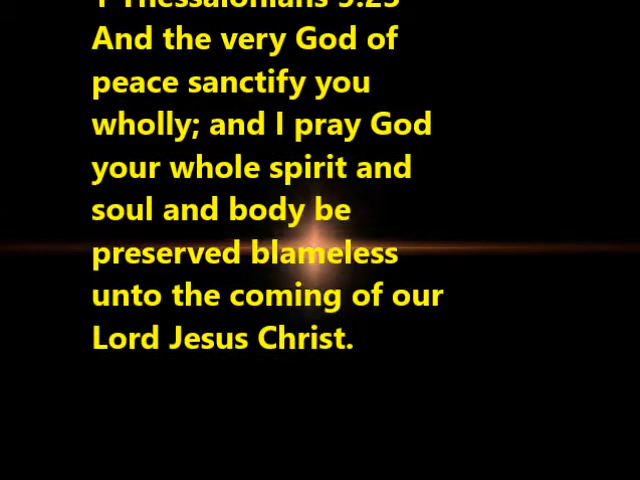 1 Thessalonians 5:23
And the very God of
peace sanctify you
wholly; and I pray God
your whole spirit and
soul and body be
preserved blameless
unto the coming of our
Lord Jesus Christ.